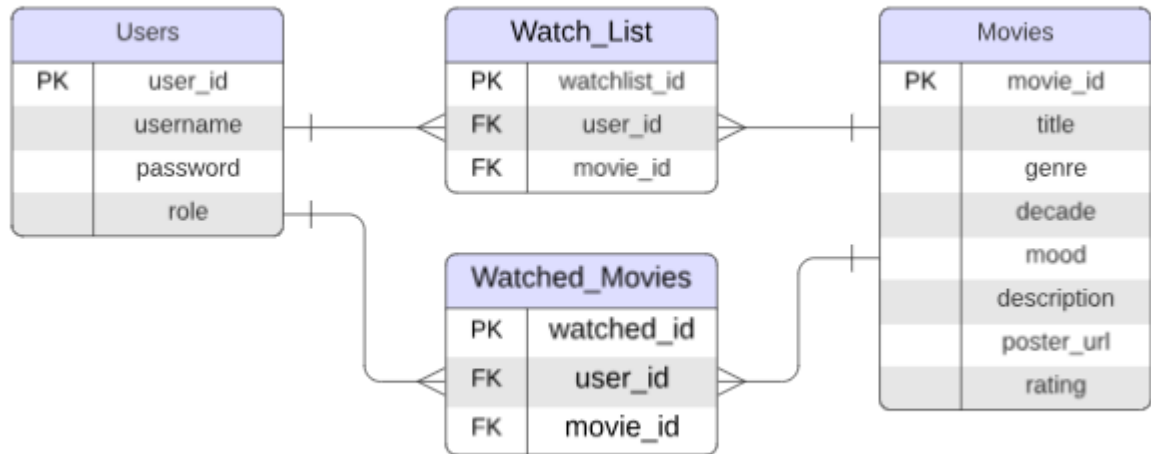 Users
PK user_id
username
password
role
Watch_List
PK watchlist_id
FK user_id
FK movie_id
Watched_Movies
PK watched_id
FK user_id
FK movie_id
Movies
PK movie_id
title
genre
decade
mood
description
poster_url
rating